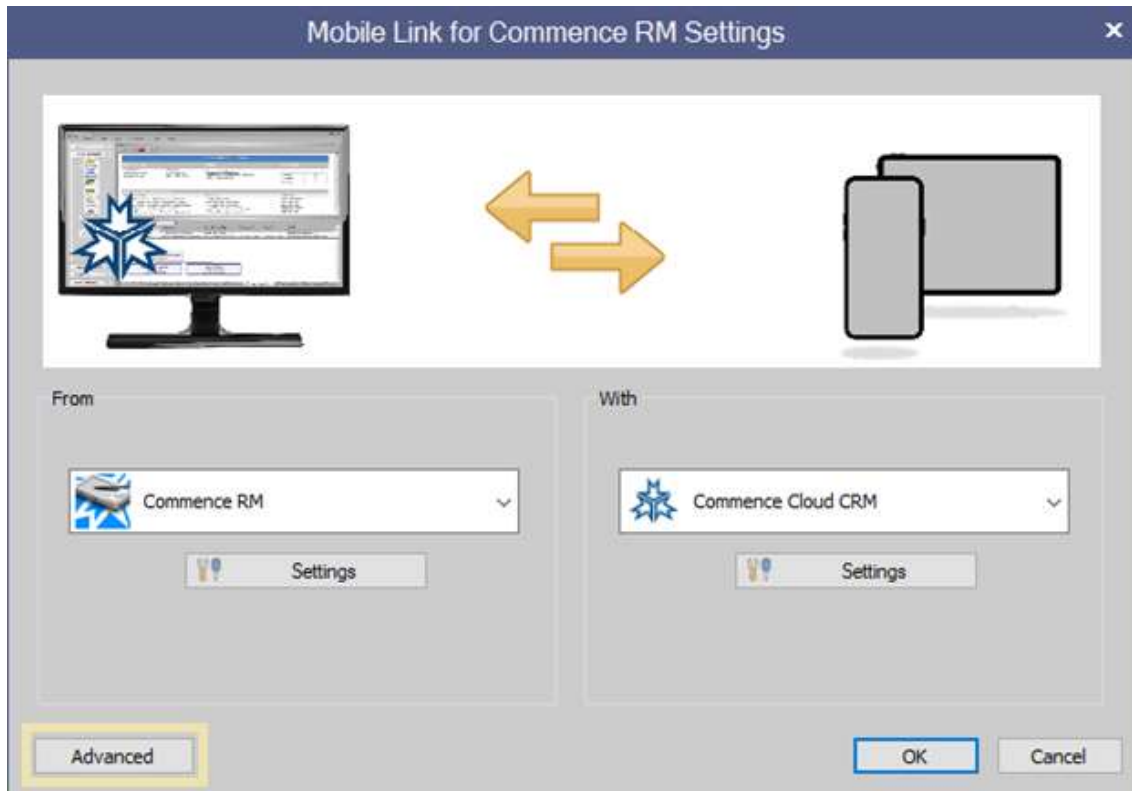 Mobile Link for Commence RM Settings
From
With
Commence RM
Commence Cloud CRM
Settings
Settings
Advanced
OK
Cancel